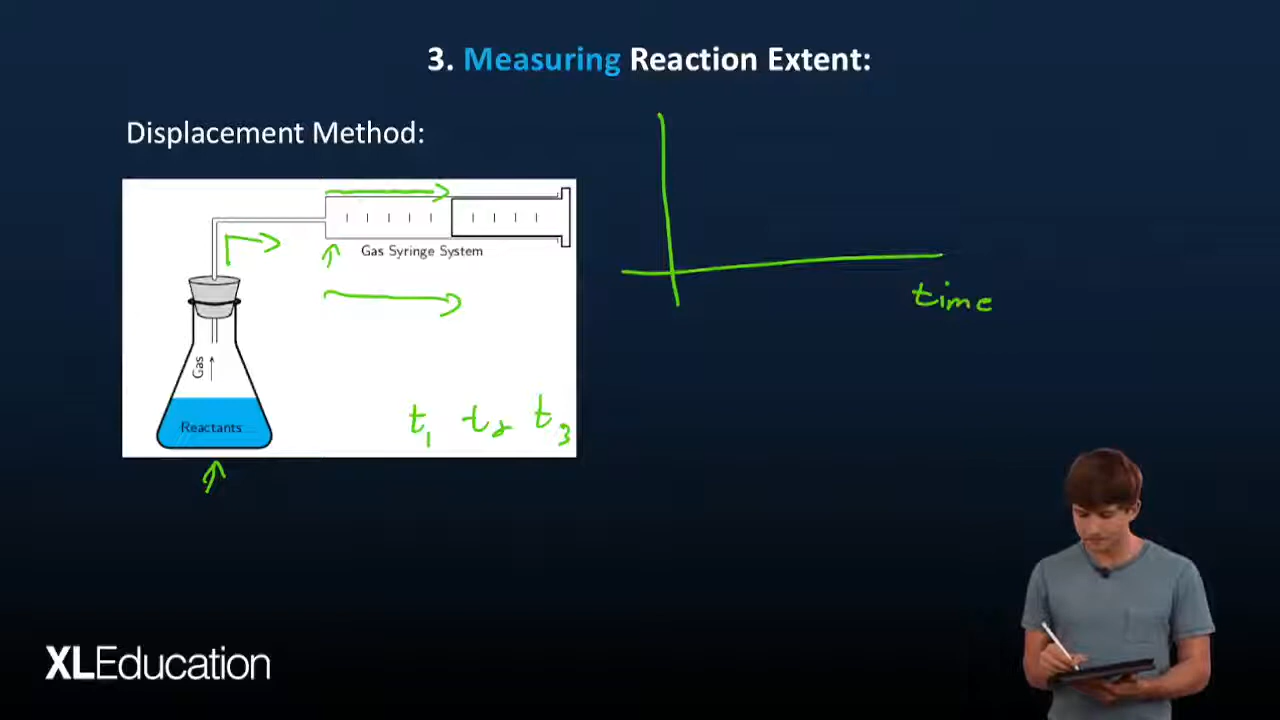 3. Measuring Reaction Extent:
Displacement Method:
Gas Syringe System
Gas
Reactants
t1 t2 t3
time
XLEducation